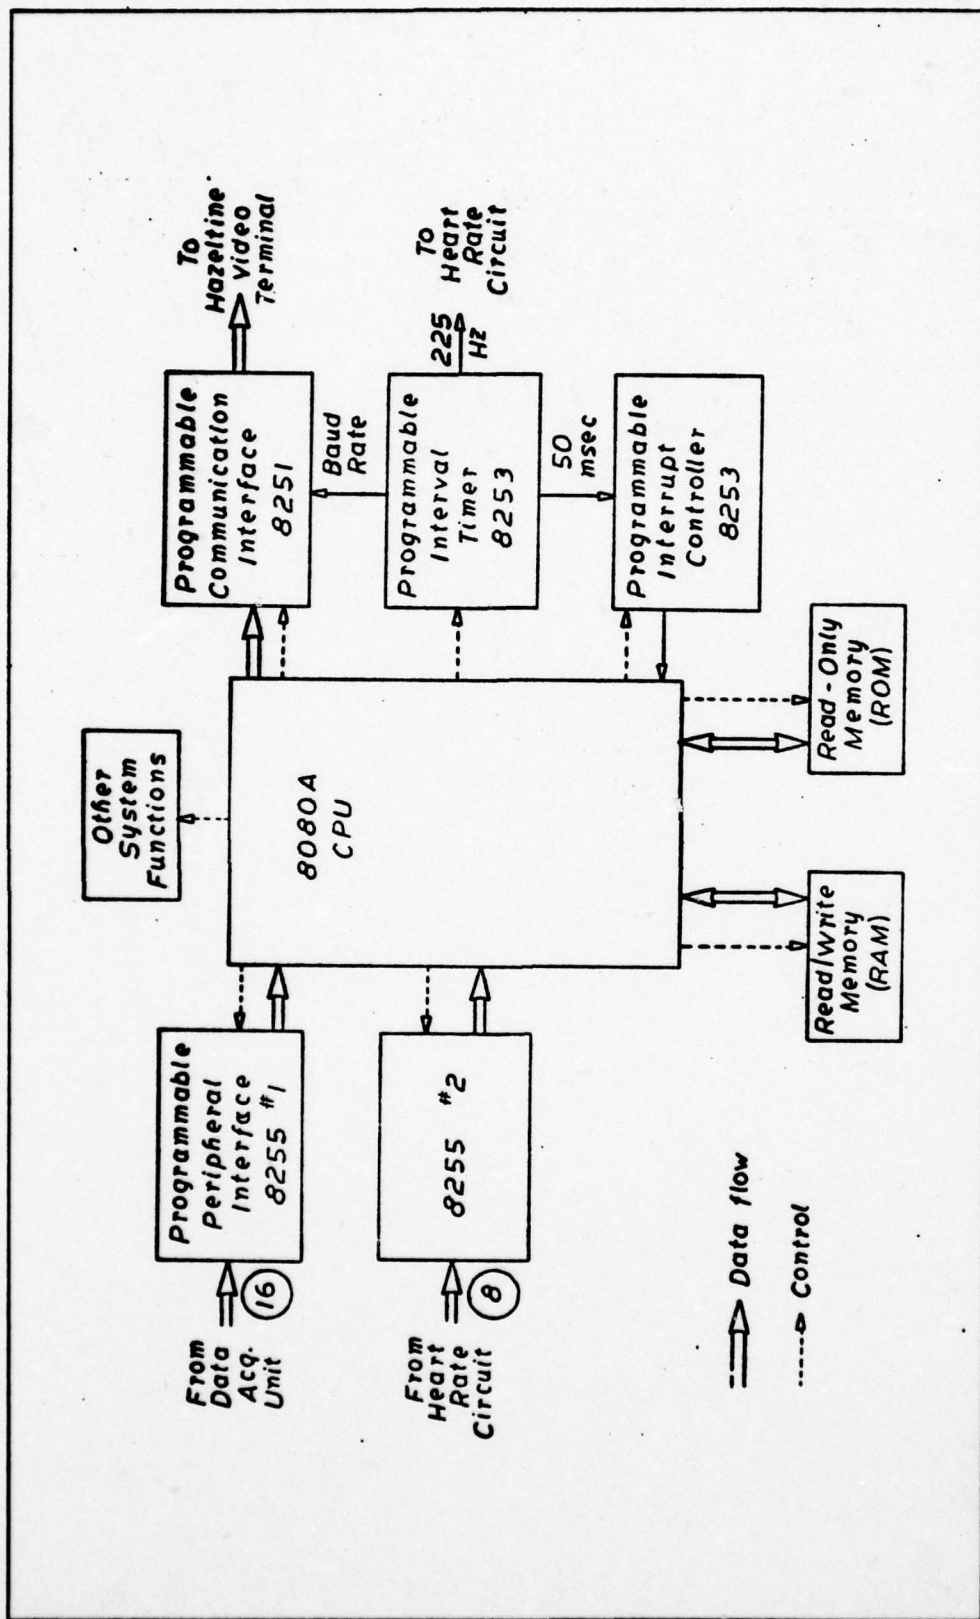 Other
System
Functions
From
Data
Acq.
Unit
16
Programmable
Peripheral
Interface
8255 #1
8080A
CPU
Programmable
Communication
Interface
8251
To
Hazeltine
Video
Terminal
Baud
Rate
From
Heart
Rate
Circuit
8
8255 #2
Programmable
Interval
Timer
8253
225
Hz
To
Heart
Rate
Circuit
50
msec
Programmable
Interrupt
Controller
8253
Read/Write
Memory
(RAM)
Read-Only
Memory
(ROM)
Data flow
Control